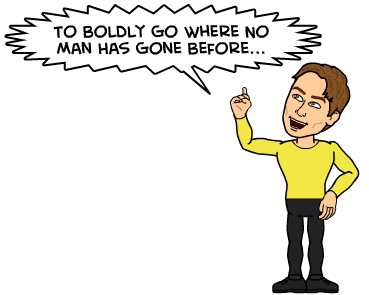 TO BOLDLY GO WHERE NO
MAN HAS GONE BEFORE...